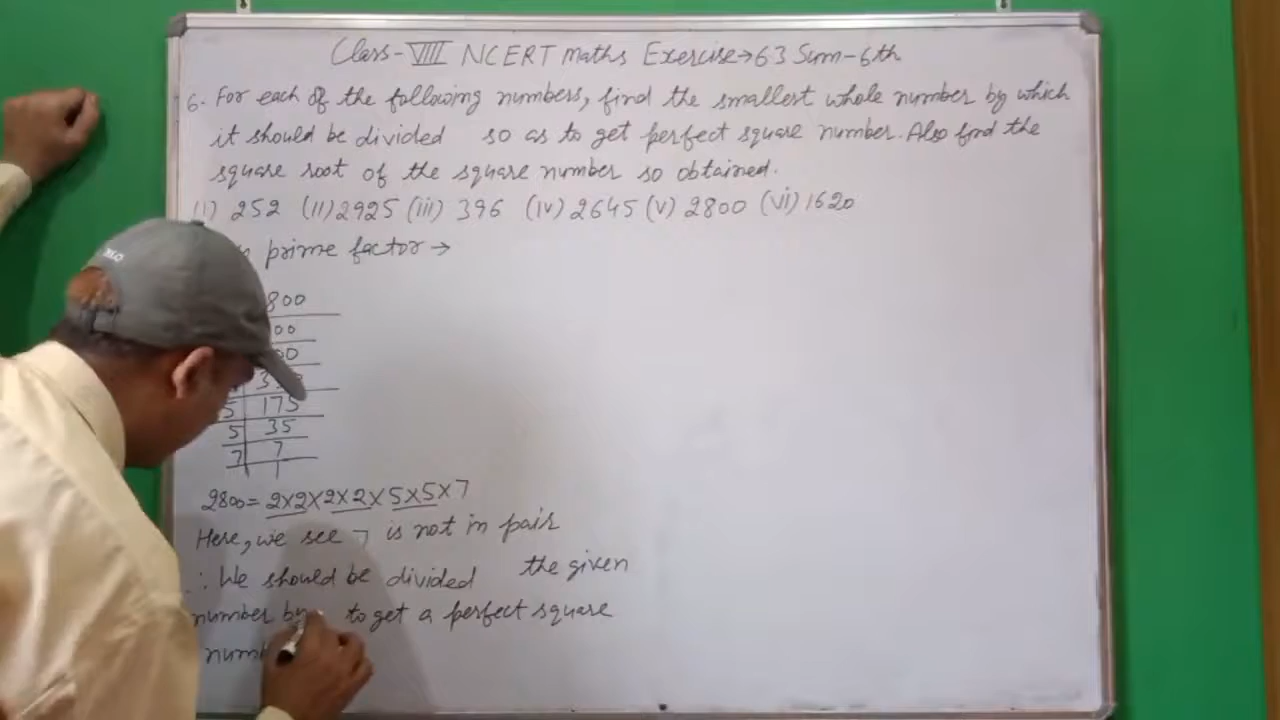 Class-VIII NCERT Maths Exercise→6.3 Sum-6th
6. For each of the following numbers, find the smallest whole number by which
it should be divided so as to get perfect square number. Also find the
square root of the square number so obtained.
(i) 252 (ii) 2925 (iii) 396 (iv) 2645 (v) 2800 (vi) 1620
prime factor →
800
00
00
5 175
5 35
7 7
1
2800 = 2×2×2×2×5×5×7
Here, we see 7 is not in pair
∴ We should be divided the given
number by to get a perfect square